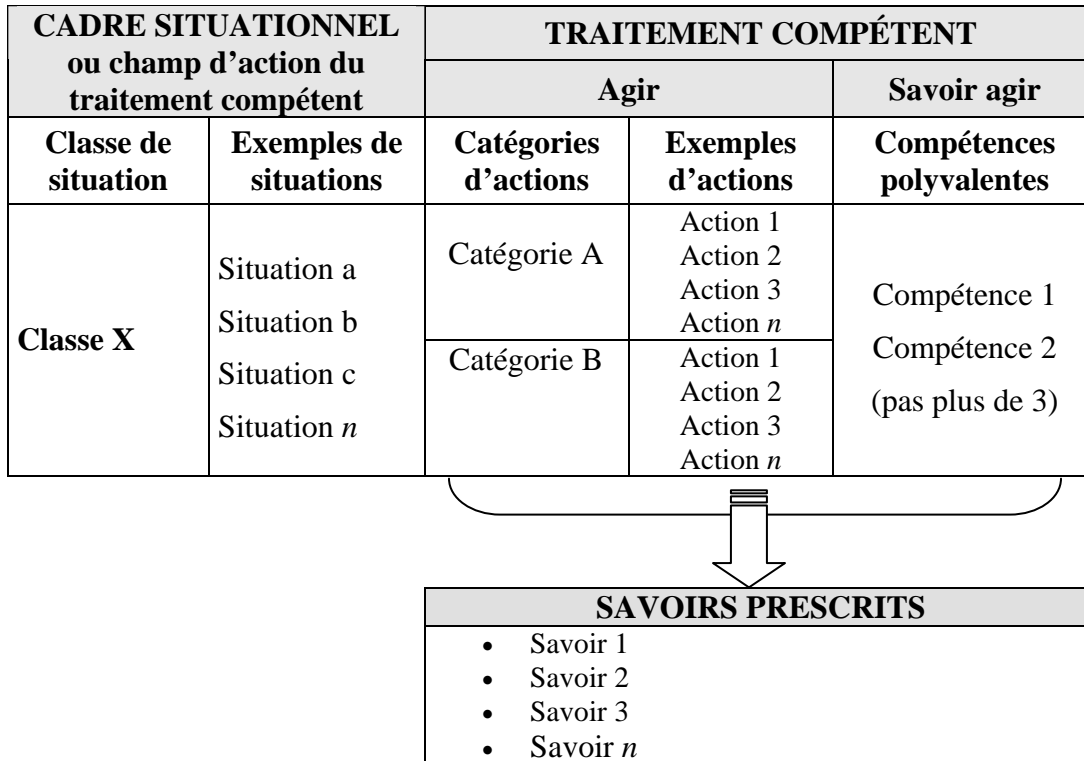 CADRE SITUATIONNEL
ou champ d’action du
traitement compétent
TRAITEMENT COMPÉTENT
Agir
Savoir agir
Classe de
situation
Exemples de
situations
Catégories
d’actions
Exemples
d’actions
Compétences
polyvalentes
Classe X
Situation a
Situation b
Situation c
Situation n
Catégorie A
Action 1
Action 2
Action 3
Action n
Catégorie B
Action 1
Action 2
Action 3
Action n
Compétence 1
Compétence 2
(pas plus de 3)
SAVOIRS PRESCRITS
• Savoir 1
• Savoir 2
• Savoir 3
• Savoir n